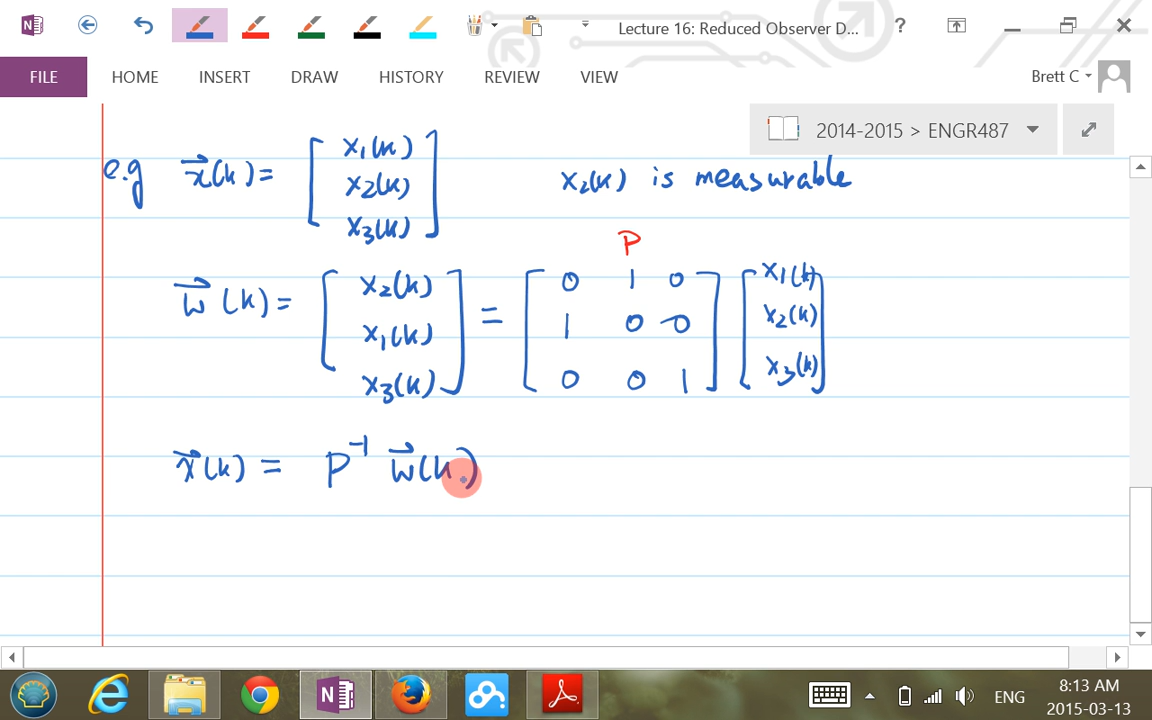 Lecture 16: Reduced Observer D... ?
FILE HOME INSERT DRAW HISTORY REVIEW VIEW Brett C
2014-2015 > ENGR487
e.g x(k) = [ x1(k) x2(k) x3(k) ] x2(k) is measurable
P
w(k) = [ x2(k) x1(k) x3(k) ] = [ 0 1 0
1 0 0
0 0 1 ] [ x1(k) x2(k) x3(k) ]
x(k) = P^-1 w(k)
ENG 8:13 AM
2015-03-13